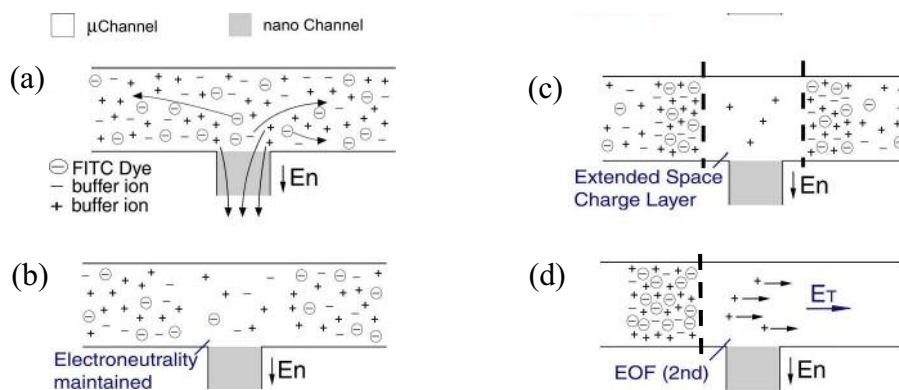 μChannel
nano Channel
(a)
⊖ FITC Dye
− buffer ion
+ buffer ion
En
(b)
Electroneutrality
maintained
En
(c)
Extended Space
Charge Layer
En
(d)
ET
EOF (2nd)
En